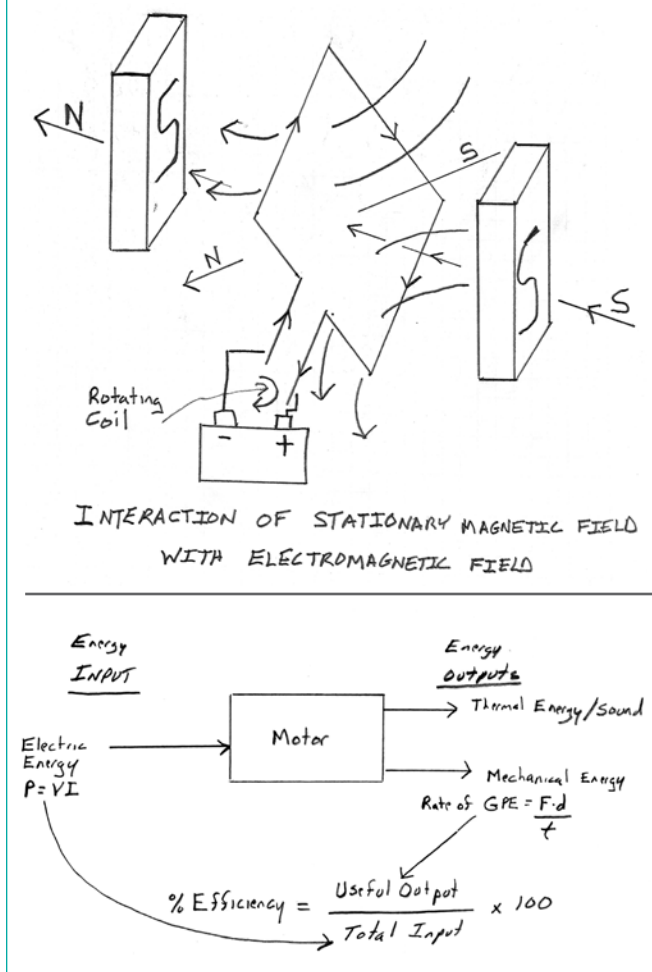 N
S
S
N
S
S
Rotating
Coil
- +
INTERACTION OF STATIONARY MAGNETIC FIELD
WITH ELECTROMAGNETIC FIELD
Energy
INPUT
Energy
Outputs
Motor
Thermal Energy/Sound
Electric
Energy
P=VI
Mechanical Energy
Rate of GPE = F·d
t
% Efficiency = Useful Output × 100
Total Input